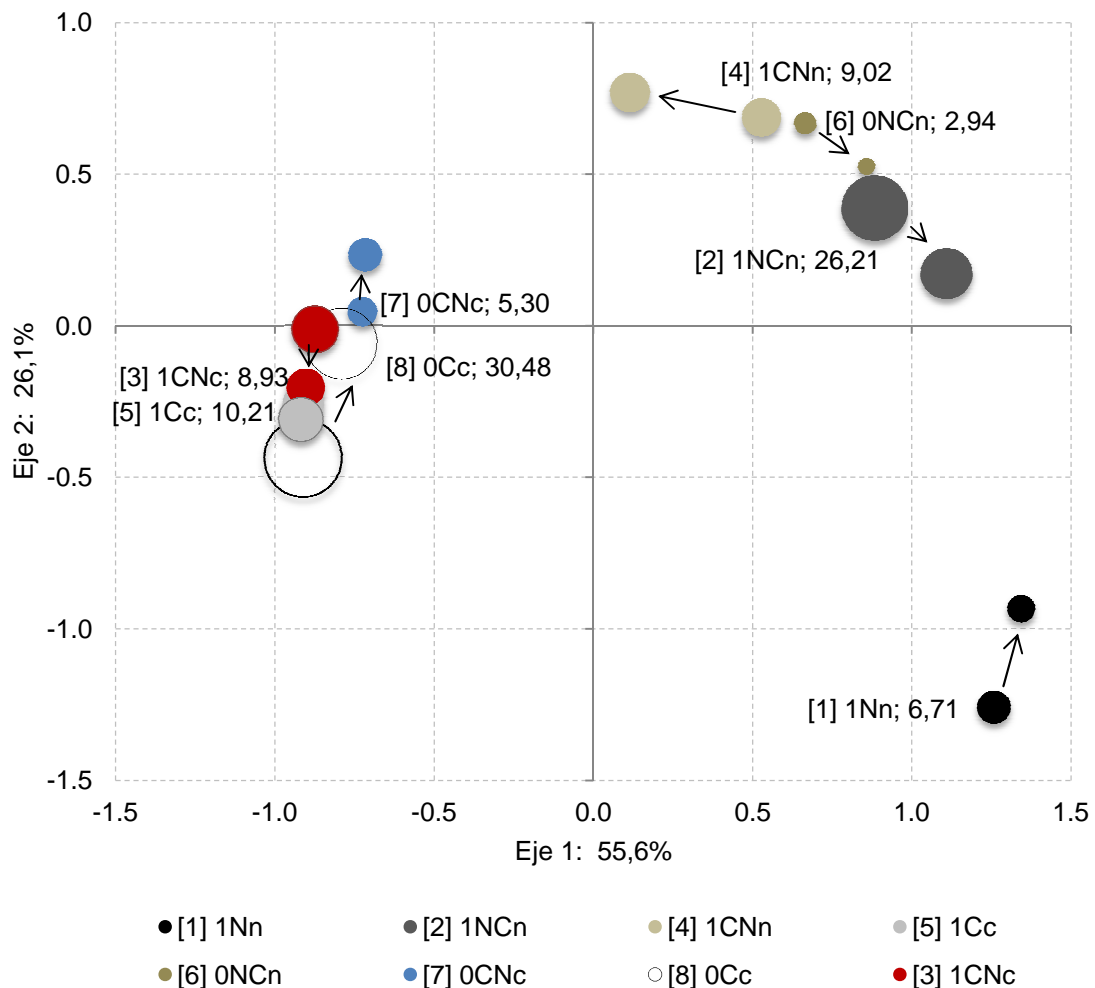 1.0
[4] 1CNn; 9,02
[6] 0NCn; 2,94
0.5
[2] 1NCn; 26,21
[7] 0CNc; 5,30
0.0
[8] 0Cc; 30,48
[3] 1CNc; 8,93
[5] 1Cc; 10,21
Eje 2:  26,1%
-0.5
-1.0
[1] 1Nn; 6,71
-1.5
-1.5 -1.0 -0.5 0.0 0.5 1.0 1.5
Eje 1:  55,6%
[1] 1Nn [2] 1NCn [4] 1CNn [5] 1Cc
[6] 0NCn [7] 0CNc [8] 0Cc [3] 1CNc